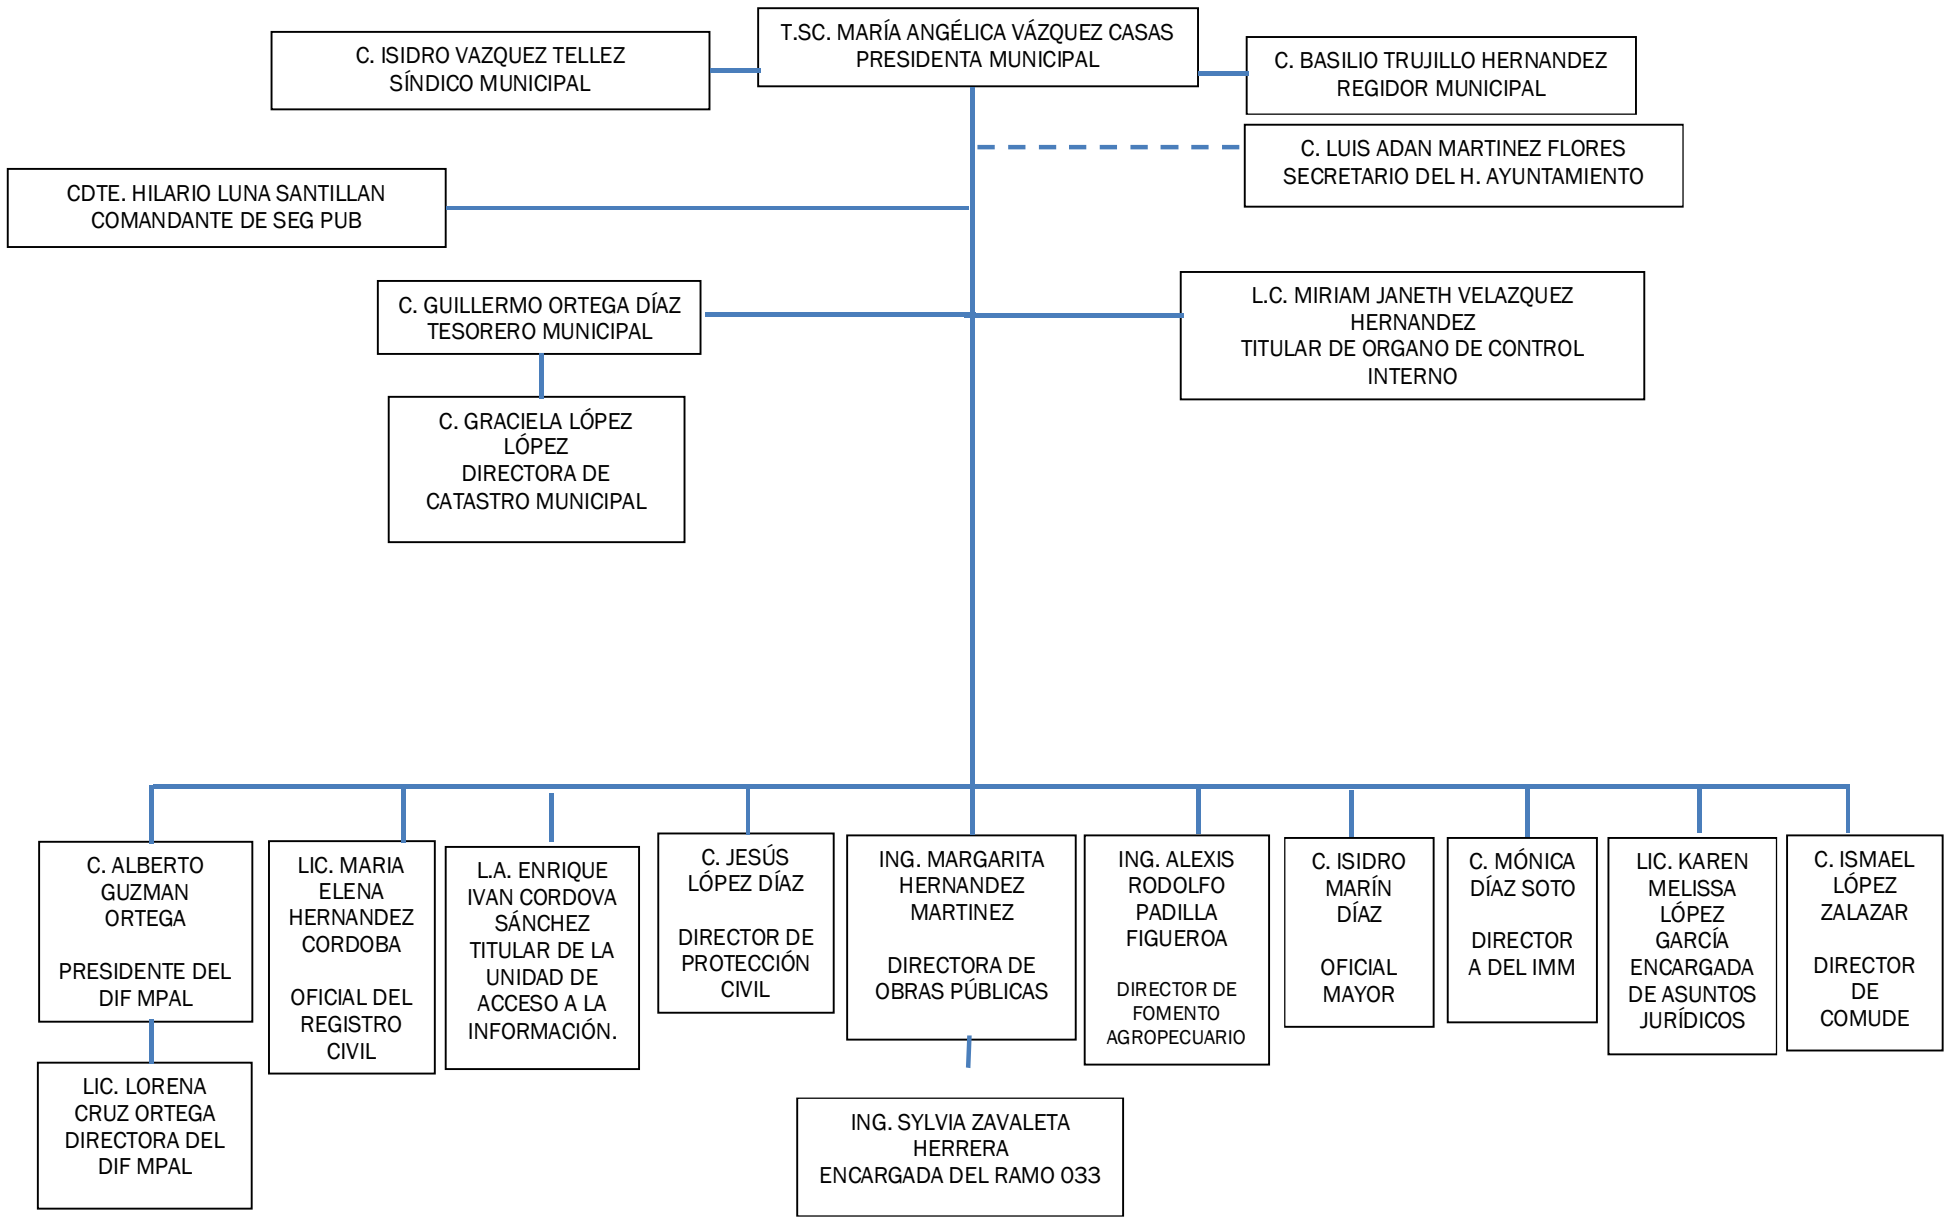 T.SC. MARÍA ANGÉLICA VÁZQUEZ CASAS
PRESIDENTA MUNICIPAL
C. ISIDRO VAZQUEZ TELLEZ
SÍNDICO MUNICIPAL
C. BASILIO TRUJILLO HERNANDEZ
REGIDOR MUNICIPAL
C. LUIS ADAN MARTINEZ FLORES
SECRETARIO DEL H. AYUNTAMIENTO
CDTE. HILARIO LUNA SANTILLAN
COMANDANTE DE SEG PUB
C. GUILLERMO ORTEGA DÍAZ
TESORERO MUNICIPAL
L.C. MIRIAM JANETH VELAZQUEZ
HERNANDEZ
TITULAR DE ORGANO DE CONTROL
INTERNO
C. GRACIELA LÓPEZ
LÓPEZ
DIRECTORA DE
CATASTRO MUNICIPAL
C. ALBERTO
GUZMAN
ORTEGA
PRESIDENTE DEL
DIF MPAL
LIC. MARIA
ELENA
HERNANDEZ
CORDOBA
OFICIAL DEL
REGISTRO
CIVIL
L.A. ENRIQUE
IVAN CORDOVA
SÁNCHEZ
TITULAR DE LA
UNIDAD DE
ACCESO A LA
INFORMACIÓN.
C. JESÚS
LÓPEZ DÍAZ
DIRECTOR DE
PROTECCIÓN
CIVIL
ING. MARGARITA
HERNANDEZ
MARTINEZ
DIRECTORA DE
OBRAS PÚBLICAS
ING. ALEXIS
RODOLFO
PADILLA
FIGUEROA
DIRECTOR DE
FOMENTO
AGROPECUARIO
C. ISIDRO
MARÍN
DÍAZ
OFICIAL
MAYOR
C. MÓNICA
DÍAZ SOTO
DIRECTOR
A DEL IMM
LIC. KAREN
MELISSA
LÓPEZ
GARCÍA
ENCARGADA
DE ASUNTOS
JURÍDICOS
C. ISMAEL
LÓPEZ
ZALAZAR
DIRECTOR
DE
COMUDE
LIC. LORENA
CRUZ ORTEGA
DIRECTORA DEL
DIF MPAL
ING. SYLVIA ZAVALETA
HERRERA
ENCARGADA DEL RAMO 033